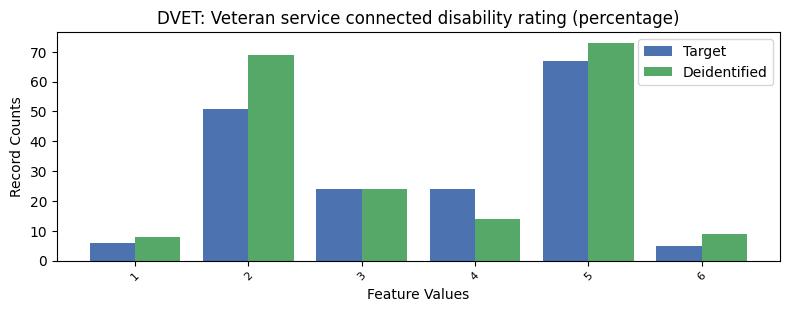 DVET: Veteran service connected disability rating (percentage)
Target
Deidentified
Record Counts
70
60
50
40
30
20
10
0
1 2 3 4 5 6
Feature Values